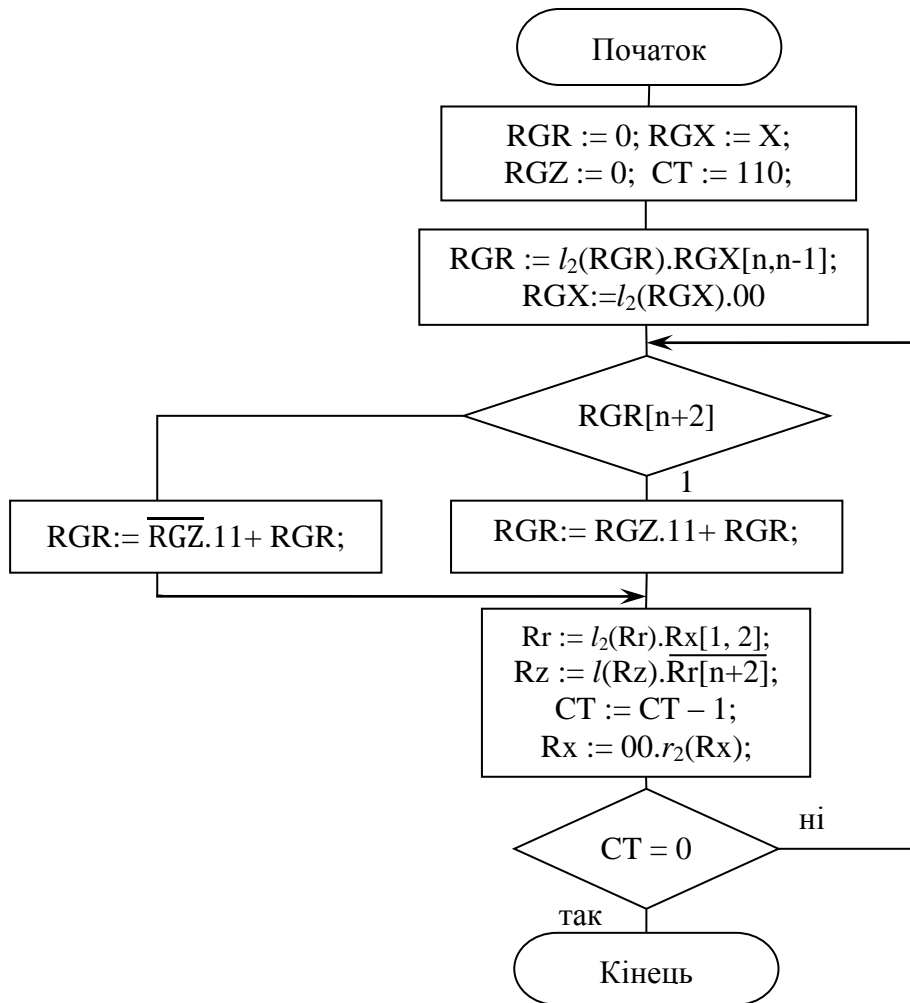 Початок
RGR := 0; RGX := X;
RGZ := 0; CT := 110;
RGR := l₂(RGR).RGX[n,n-1];
RGX:=l₂(RGX).00
RGR[n+2]
1
RGR:= R̅G̅Z̅.11+ RGR;
RGR:= RGZ.11+ RGR;
Rr := l₂(Rr).Rx[1, 2];
Rz := l(Rz).R̅r̅[̅n̅+̅2̅]̅;
CT := CT – 1;
Rx := 00.r₂(Rx);
CT = 0
ні
так
Кінець